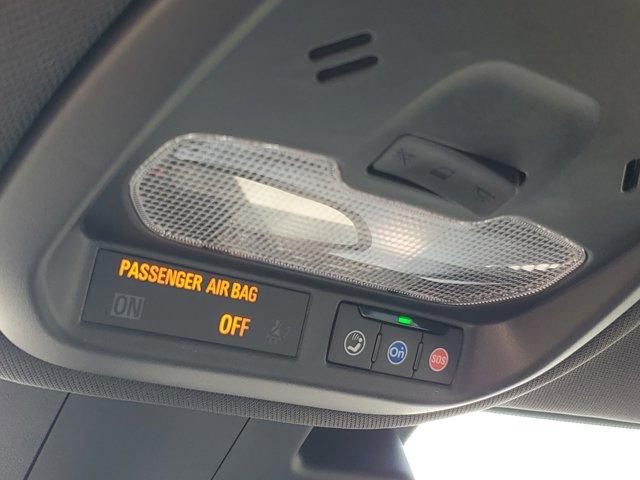 PASSENGER AIR BAG
ON OFF
On SOS